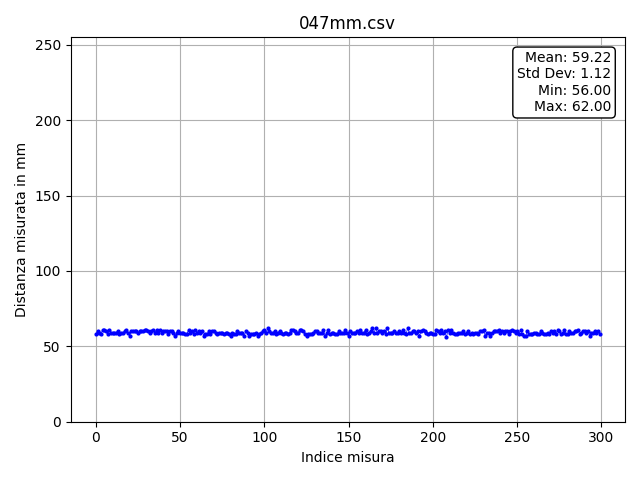 047mm.csv
Mean: 59.22
Std Dev: 1.12
Min: 56.00
Max: 62.00
250
200
150
100
50
0
Distanza misurata in mm
0 50 100 150 200 250 300
Indice misura